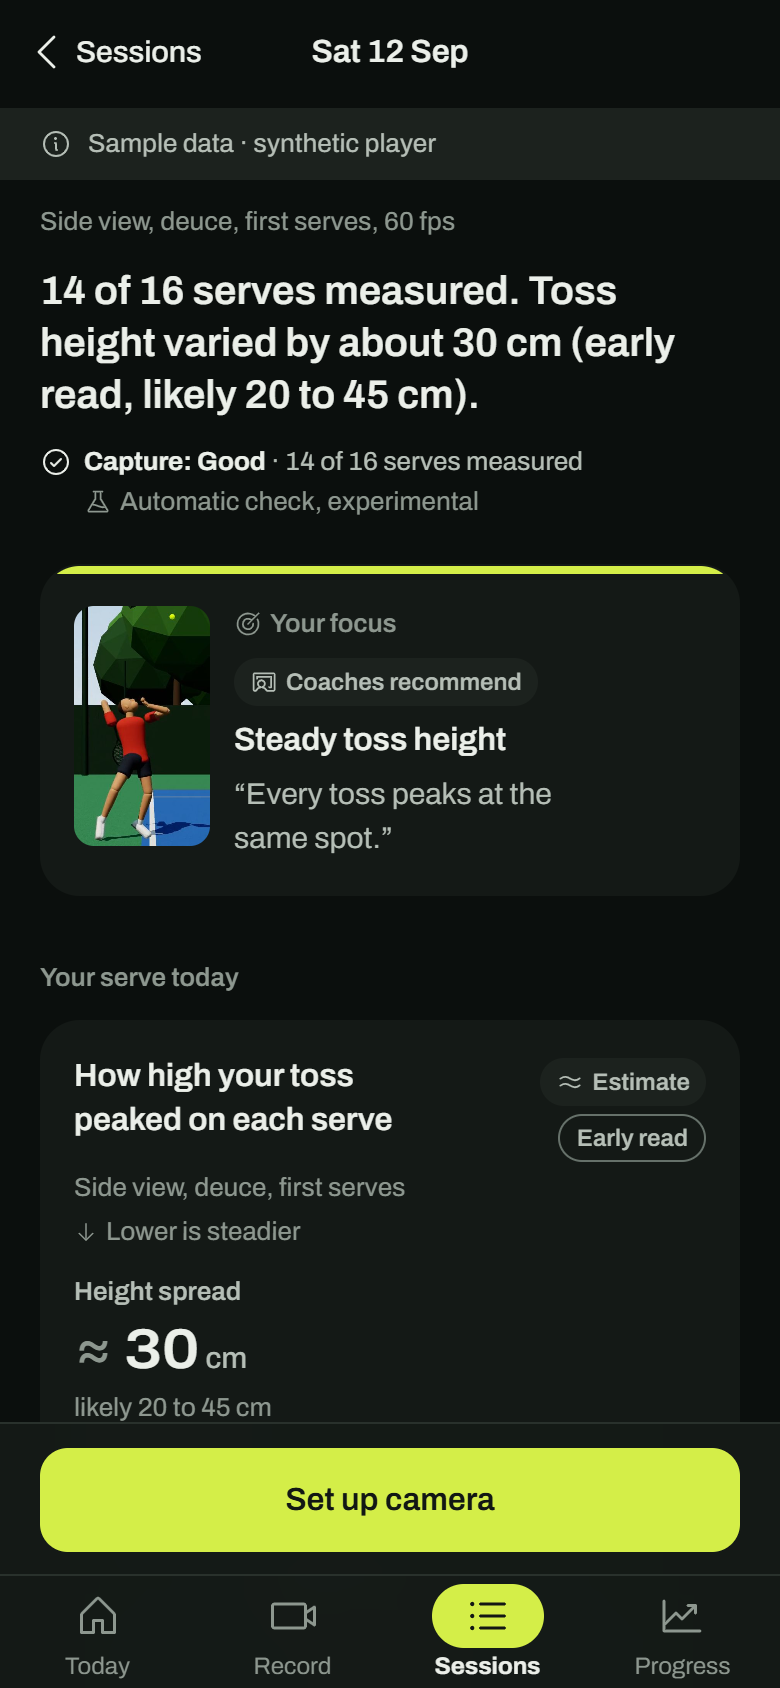 Sessions
Sat 12 Sep
Sample data · synthetic player
Side view, deuce, first serves, 60 fps
14 of 16 serves measured. Toss
height varied by about 30 cm (early
read, likely 20 to 45 cm).
Capture: Good · 14 of 16 serves measured
Automatic check, experimental
Your focus
Coaches recommend
Steady toss height
“Every toss peaks at the
same spot.”
Your serve today
How high your toss
peaked on each serve
≈ Estimate
Early read
Side view, deuce, first serves
↓ Lower is steadier
Height spread
≈ 30 cm
likely 20 to 45 cm
Set up camera
Today
Record
Sessions
Progress